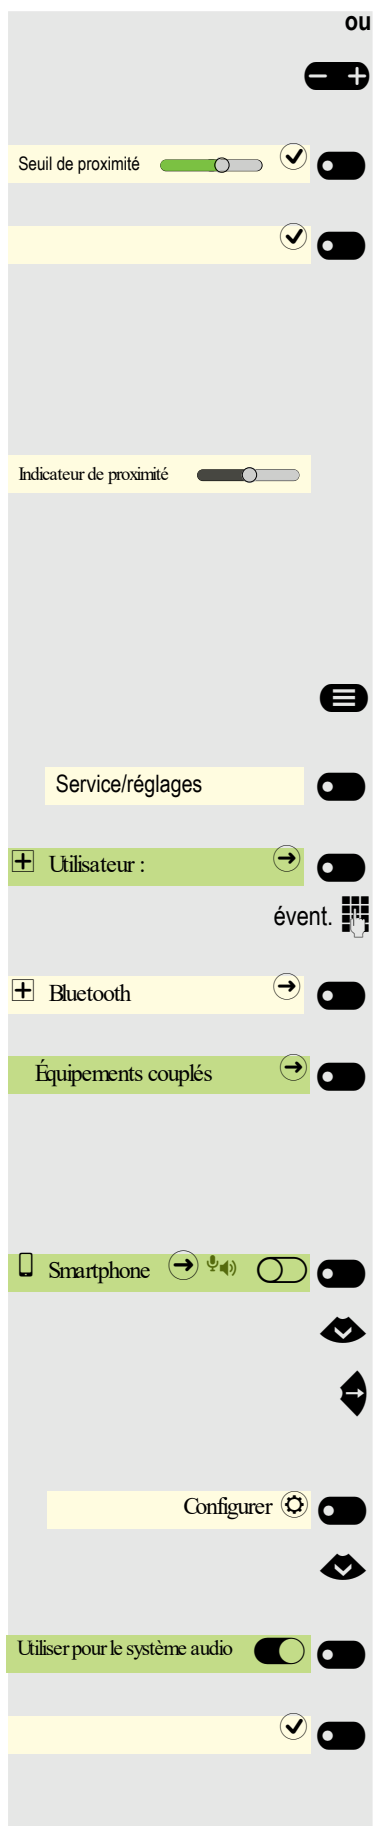 ou
Seuil de proximité
Indicateur de proximité
Service/réglages
Utilisateur :
évent.
Bluetooth
Équipements couplés
Smartphone
Configurer
Utiliser pour le système audio